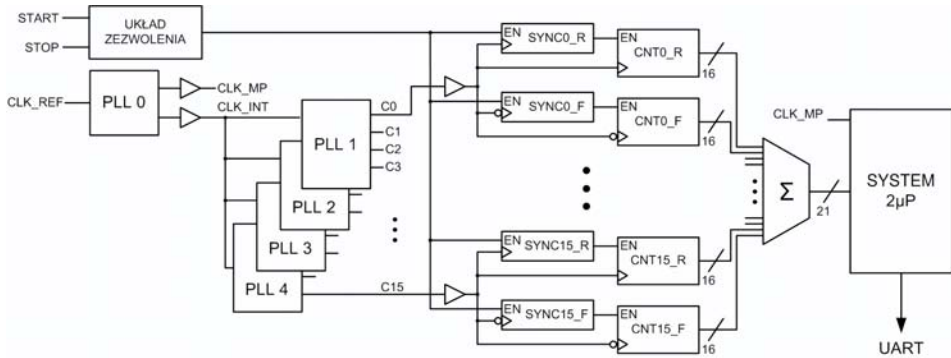 START
STOP
UKŁAD
ZEZWOLENIA
CLK_REF
PLL 0
CLK_MP
CLK_INT
PLL 1
PLL 2
PLL 3
PLL 4
C0
C1
C2
C3
C15
EN
SYNC0_R
EN
CNT0_R
16
EN
SYNC0_F
EN
CNT0_F
16
EN
SYNC15_R
EN
CNT15_R
16
EN
SYNC15_F
EN
CNT15_F
16
Σ
21
CLK_MP
SYSTEM
2µP
UART